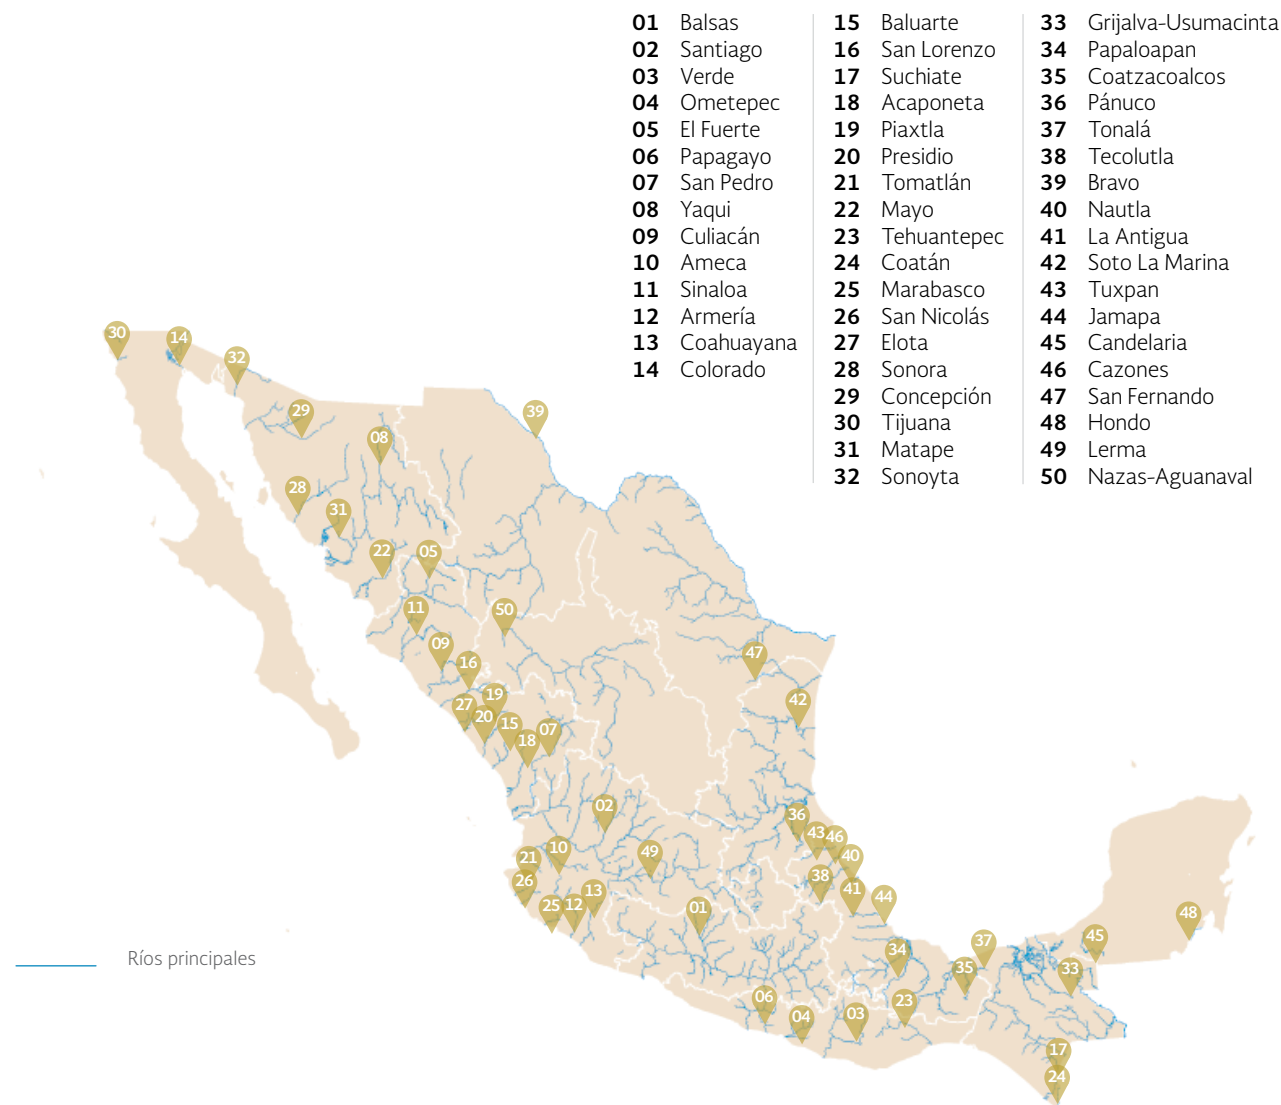 01 Balsas
02 Santiago
03 Verde
04 Ometepec
05 El Fuerte
06 Papagayo
07 San Pedro
08 Yaqui
09 Culiacán
10 Ameca
11 Sinaloa
12 Armería
13 Coahuayana
14 Colorado
15 Baluarte
16 San Lorenzo
17 Suchiate
18 Acaponeta
19 Piaxtla
20 Presidio
21 Tomatlán
22 Mayo
23 Tehuantepec
24 Coatán
25 Marabasco
26 San Nicolás
27 Elota
28 Sonora
29 Concepción
30 Tijuana
31 Matape
32 Sonoyta
33 Grijalva-Usumacinta
34 Papaloapan
35 Coatzacoalcos
36 Pánuco
37 Tonalá
38 Tecolutla
39 Bravo
40 Nautla
41 La Antigua
42 Soto La Marina
43 Tuxpan
44 Jamapa
45 Candelaria
46 Cazones
47 San Fernando
48 Hondo
49 Lerma
50 Nazas-Aguanaval
30
14
32
29
39
08
28
31
22
05
11
50
09
16
47
19
42
27
20
15
07
18
02
36
43
46
10
49
40
21
38
26
13
41
25
12
01
44
48
45
37
34
35
33
06
23
04
03
17
24
Ríos principales